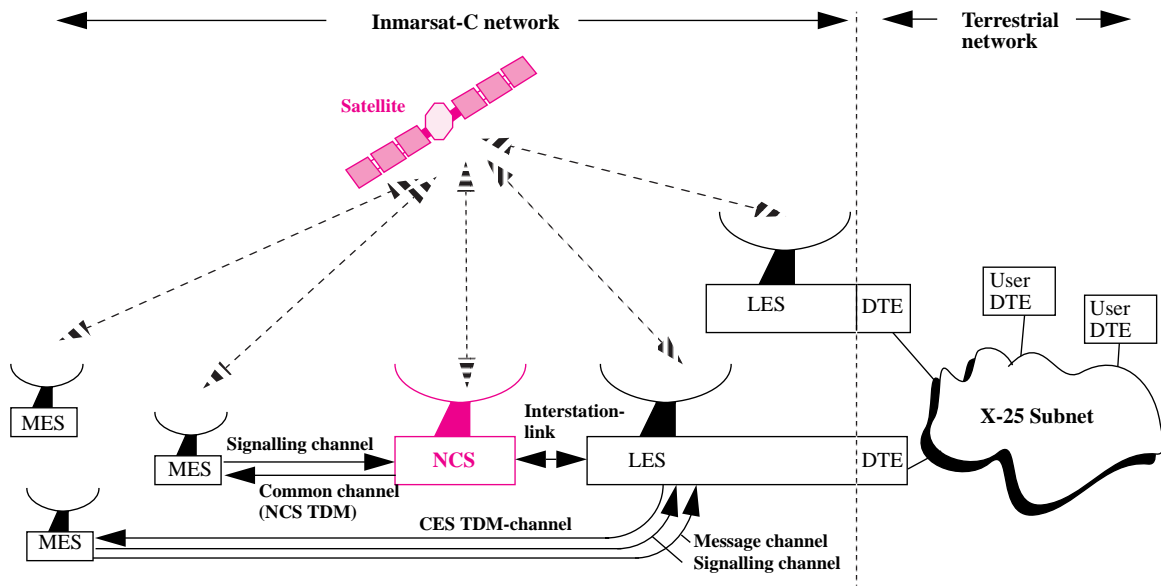 Inmarsat-C network
Terrestrial
network
Satellite
LES
DTE
User
DTE
User
DTE
X-25 Subnet
MES
MES
Signalling channel
Common channel
(NCS TDM)
NCS
Interstation-
link
LES
DTE
MES
CES TDM-channel
Message channel
Signalling channel